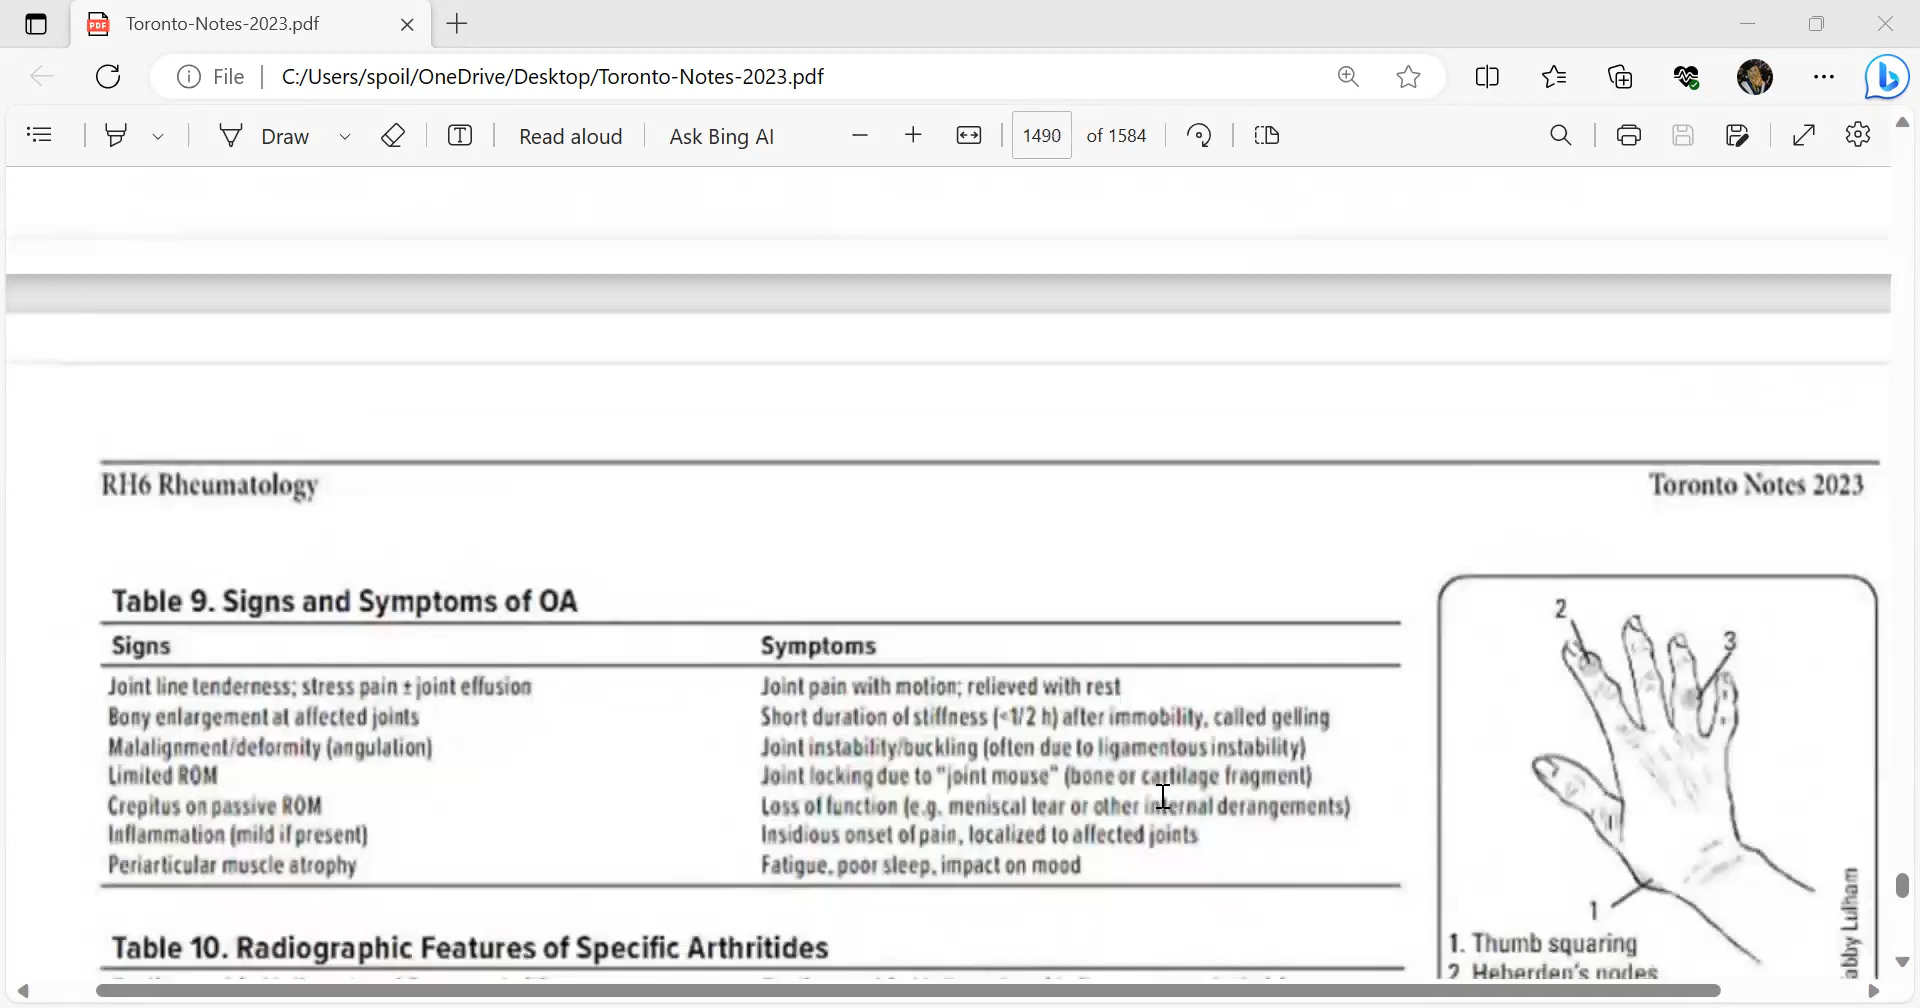 Toronto-Notes-2023.pdf
File
C:/Users/spoil/OneDrive/Desktop/Toronto-Notes-2023.pdf
Draw
Read aloud
Ask Bing AI
1490 of 1584
RH6 Rheumatology
Toronto Notes 2023
Table 9. Signs and Symptoms of OA
Signs
Symptoms
Joint line tenderness; stress pain ± joint effusion
Joint pain with motion; relieved with rest
Bony enlargement at affected joints
Short duration of stiffness (<1/2 h) after immobility, called gelling
Malalignment/deformity (angulation)
Joint instability/buckling (often due to ligamentous instability)
Limited ROM
Joint locking due to "joint mouse" (bone or cartilage fragment)
Crepitus on passive ROM
Loss of function (e.g. meniscal tear or other internal derangements)
Inflammation (mild if present)
Insidious onset of pain, localized to affected joints
Periarticular muscle atrophy
Fatigue, poor sleep, impact on mood
2
3
1
1. Thumb squaring
2. Heberden's nodes
abby Lulham
Table 10. Radiographic Features of Specific Arthritides